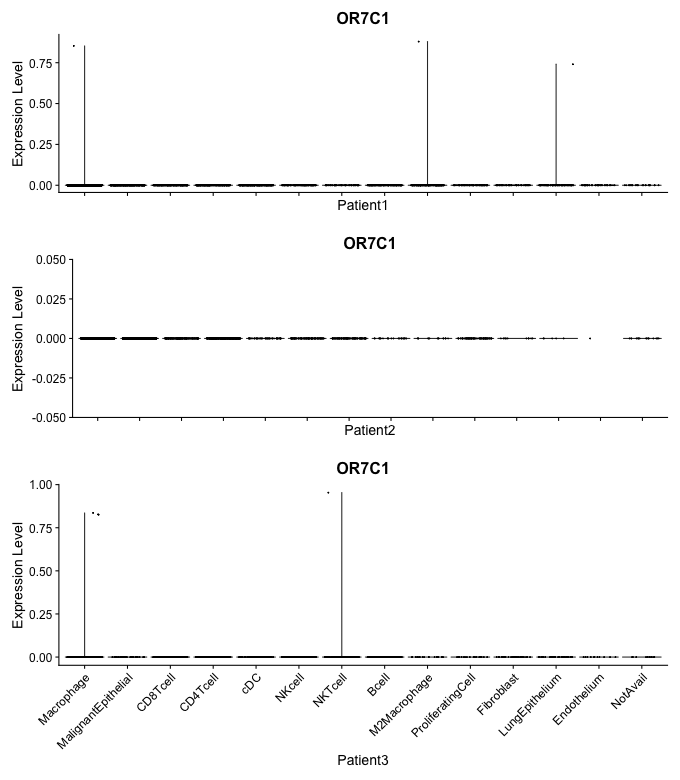 OR7C1
Expression Level
0.75
0.50
0.25
0.00
Patient1
OR7C1
Expression Level
0.050
0.025
0.000
-0.025
-0.050
Patient2
OR7C1
Expression Level
1.00
0.75
0.50
0.25
0.00
Macrophage
MalignantEpithelial
CD8Tcell
CD4Tcell
cDC
NKcell
NKTcell
Bcell
M2Macrophage
ProliferatingCell
Fibroblast
LungEpithelium
Endothelium
NotAvail
Patient3